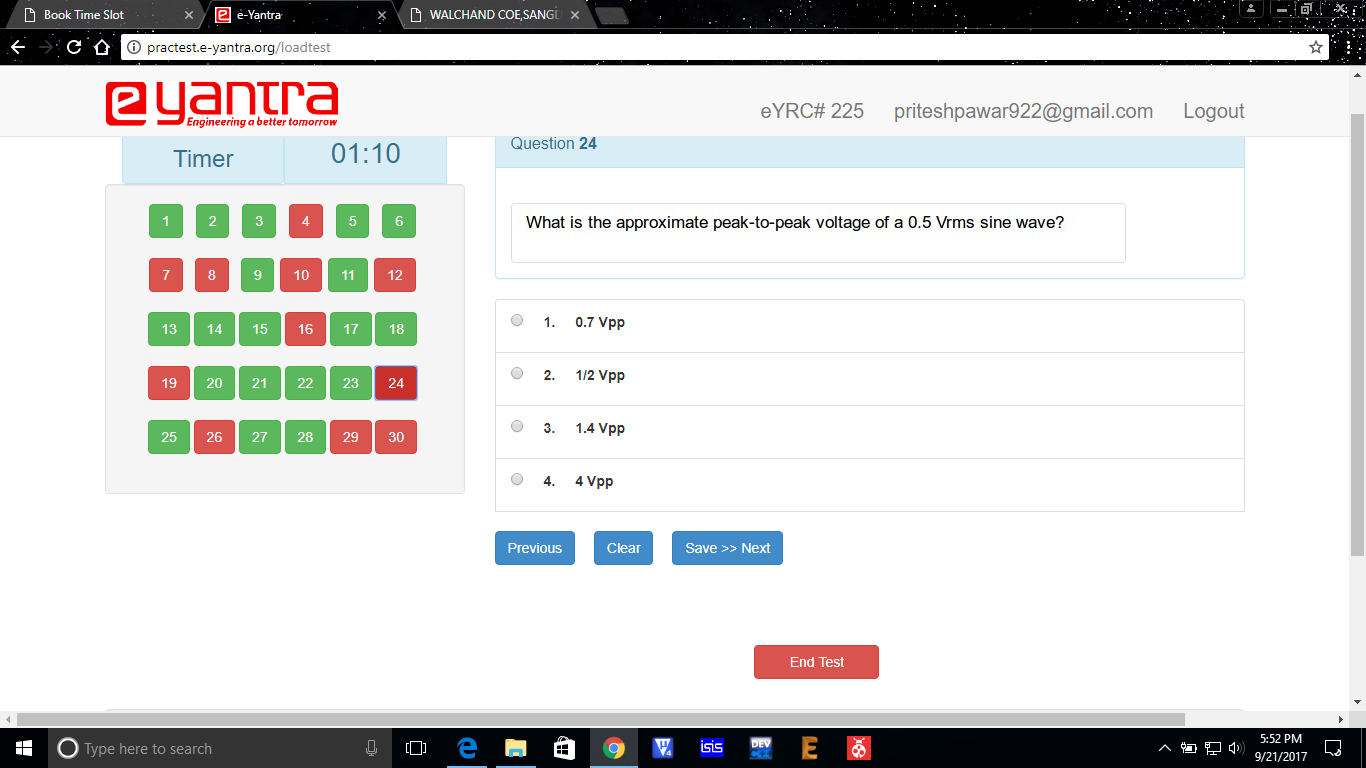 Book Time Slot
e-Yantra
WALCHAND COE,SANGL
practest.e-yantra.org/loadtest
e yantra
Engineering a better tomorrow
eYRC# 225 priteshpawar922@gmail.com Logout
Timer 01:10
1 2 3 4 5 6
7 8 9 10 11 12
13 14 15 16 17 18
19 20 21 22 23 24
25 26 27 28 29 30
Question 24
What is the approximate peak-to-peak voltage of a 0.5 Vrms sine wave?
1. 0.7 Vpp
2. 1/2 Vpp
3. 1.4 Vpp
4. 4 Vpp
Previous Clear Save >> Next
End Test
Type here to search
isis
DEV
5:52 PM
9/21/2017